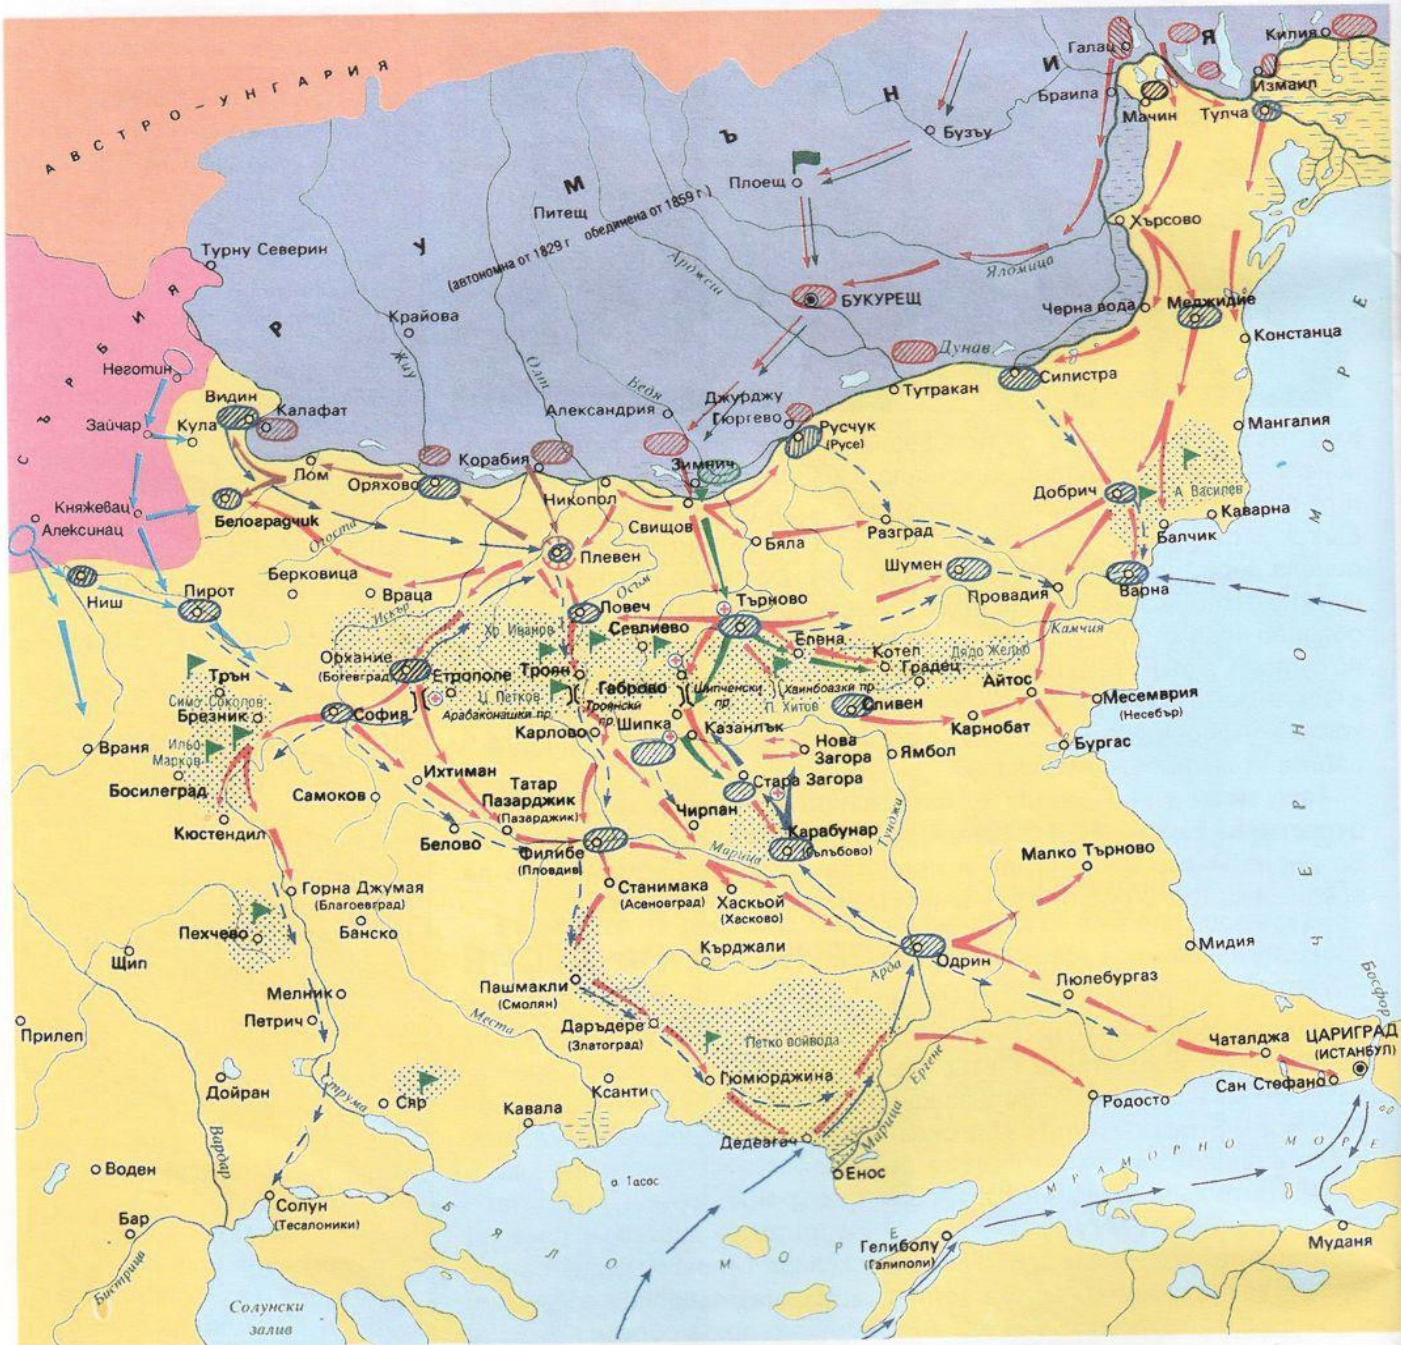 АВСТРО-УНГАРИЯ
РУМЪНИЯ
(автономна от 1829 г обединена от 1859 г.)
СЪРБИЯ
ЧЕРНО МОРЕ
Галац
Килия
Измаил
Браила
Мачин
Тулча
Бузъу
Плоещ
Питещ
Хърсово
Турну Северин
Арджеш
Яломица
БУКУРЕЩ
Черна вода
Меджидие
Крайова
Констанца
Жиу
Олт
Дунав
Неготин
Ведя
Тутракан
Силистра
Видин
Калафат
Александрия
Джурджу
Гюргево
Зайчар
Кула
Русчук
(Русе)
Мангалия
Лом
Корабия
Зимнич
Оряхово
Никопол
Добрич
А. Василев
Княжевац
Белоградчик
Свищов
Каварна
Алексинац
Огоста
Плевен
Бяла
Разград
Балчик
Шумен
Берковица
Ниш
Пирот
Враца
Осъм
Провадия
Варна
Искър
Ловеч
Търново
Хр. Иванов
Севлиево
Елена
Камчия
Орхание
(Ботевград)
Котел
Дядо Желю
Трън
Етрополе
Троян
Габрово
Градец
Симо Соколов
Ц. Петков
Троянски
пр.
Шипченски
пр
Хаинбоазки пр.
Айтос
Месемврия
(Несебър)
Брезник
София
Арабаконашки пр.
П. Хитов
Сливен
Шипка
Карлово
Казанлък
Карнобат
Враня
Ильо
Марков
Нова
Загора
Ямбол
Бургас
Босилеград
Ихтиман
Стара Загора
Самоков
Татар
Пазарджик
(Пазарджик)
Чирпан
Кюстендил
Белово
Карабунар
(Гълъбово)
Тунджа
Филибе
(Пловдив)
Марица
Малко Търново
Горна Джумая
(Благоевград)
Станимака
(Асеновград)
Хаскьой
(Хасково)
Пехчево
Банско
Кърджали
Мидия
Щип
Одрин
Арда
Босфор
Пашмакли
(Смолян)
Люлебургаз
Мелник
Прилеп
Петрич
Места
Даръдере
(Златоград)
Чаталджа
ЦАРИГРАД
(ИСТАНБУЛ)
Петко войвода
Гюмюрджина
Ергене
Сан Стефано
Дойран
Струма
Сяр
Ксанти
Родосто
Кавала
Марица
Дедеагач
Вардар
МРАМОРНО МОРЕ
Воден
Енос
о. Тасос
Солун
(Тесалоники)
Бар
БЯЛО МОРЕ
Гелиболу
(Галиполи)
Муданя
Бистрица
Солунски
залив